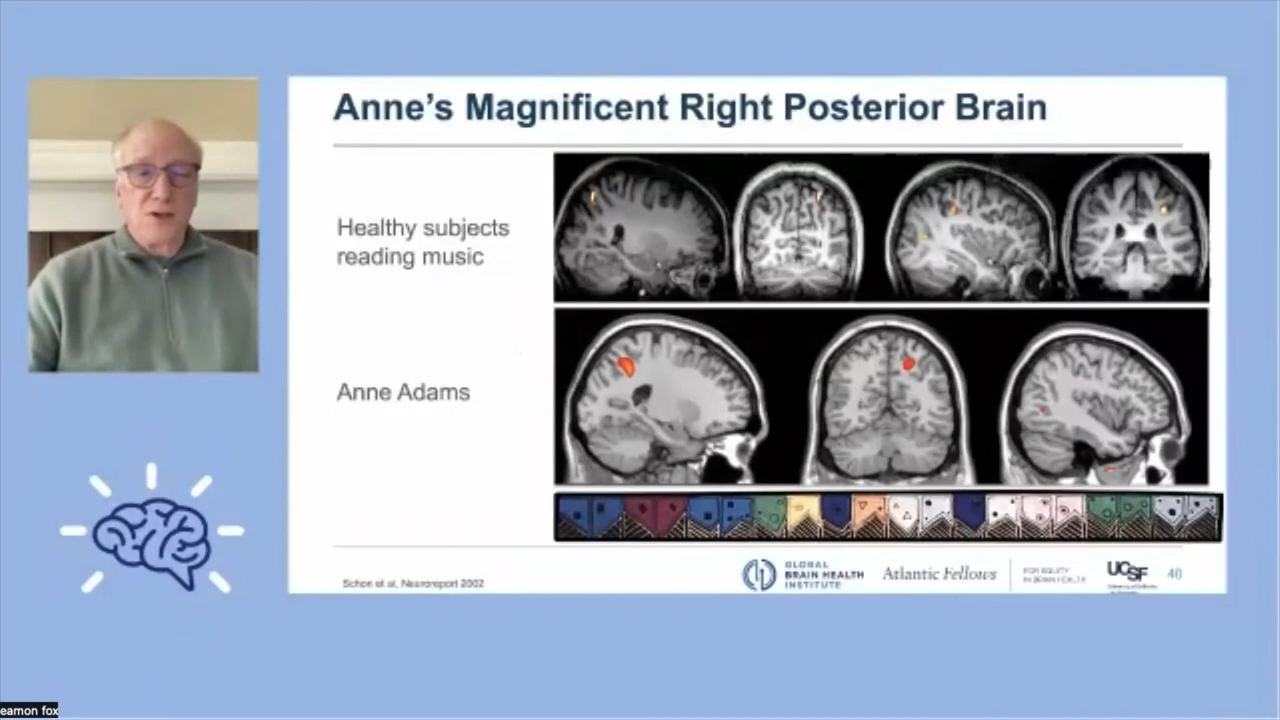 Anne's Magnificent Right Posterior Brain
Healthy subjects
reading music
Anne Adams
Schon et al, Neuroreport 2002
GLOBAL
BRAIN HEALTH
INSTITUTE
Atlantic Fellows
FOR EQUITY
IN BRAIN HEALTH
UCSF
40
eamon fox